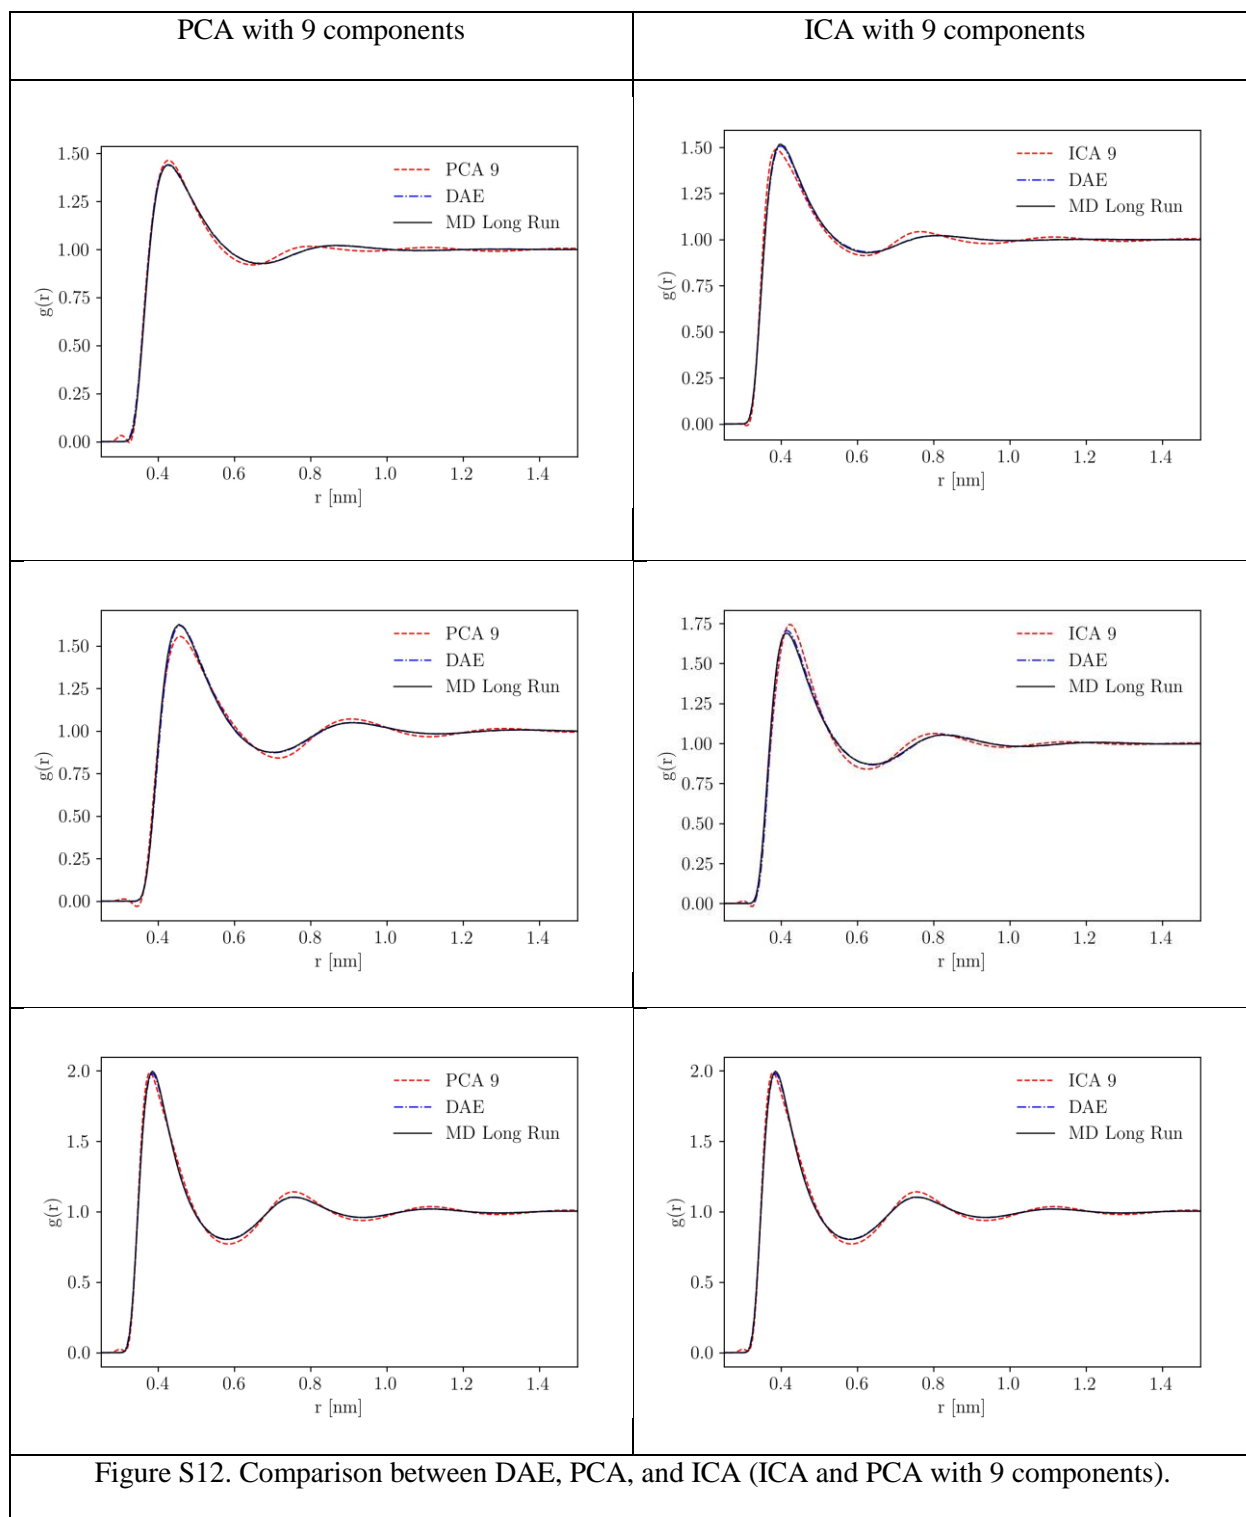 PCA with 9 components
ICA with 9 components
1.50
1.25
1.00
0.75
0.50
0.25
0.00
g(r)
PCA 9
DAE
MD Long Run
0.4 0.6 0.8 1.0 1.2 1.4
r [nm]
1.50
1.25
1.00
0.75
0.50
0.25
0.00
g(r)
ICA 9
DAE
MD Long Run
0.4 0.6 0.8 1.0 1.2 1.4
r [nm]
1.50
1.25
1.00
0.75
0.50
0.25
0.00
g(r)
PCA 9
DAE
MD Long Run
0.4 0.6 0.8 1.0 1.2 1.4
r [nm]
1.75
1.50
1.25
1.00
0.75
0.50
0.25
0.00
g(r)
ICA 9
DAE
MD Long Run
0.4 0.6 0.8 1.0 1.2 1.4
r [nm]
2.0
1.5
1.0
0.5
0.0
g(r)
PCA 9
DAE
MD Long Run
0.4 0.6 0.8 1.0 1.2 1.4
r [nm]
2.0
1.5
1.0
0.5
0.0
g(r)
ICA 9
DAE
MD Long Run
0.4 0.6 0.8 1.0 1.2 1.4
r [nm]
Figure S12. Comparison between DAE, PCA, and ICA (ICA and PCA with 9 components).